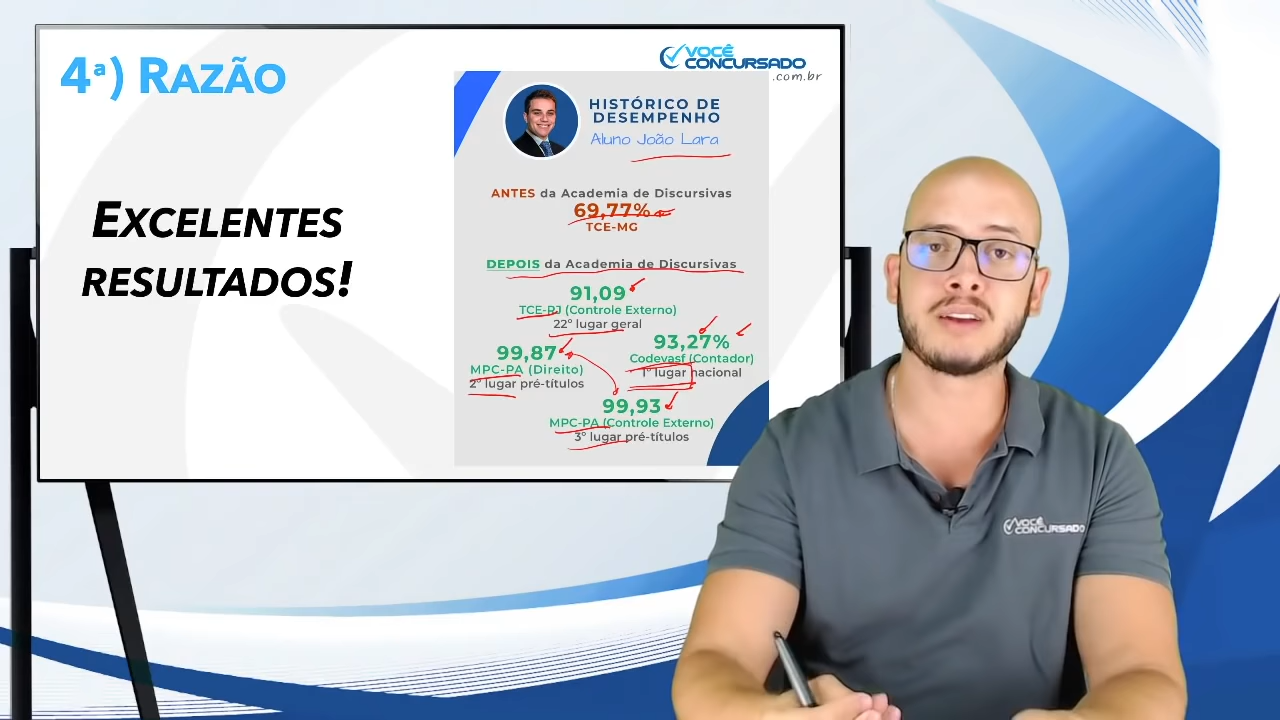 4ª) RAZÃO
VOCÊ
CONCURSADO
.com.br
EXCELENTES
RESULTADOS!
HISTÓRICO DE
DESEMPENHO
Aluno João Lara
ANTES da Academia de Discursivas
69,77%
TCE-MG
DEPOIS da Academia de Discursivas
91,09
TCE-RJ (Controle Externo)
22º lugar geral
93,27%
Codevasf (Contador)
1º lugar nacional
99,87
MPC-PA (Direito)
2º lugar pré-títulos
99,93
MPC-PA (Controle Externo)
3º lugar pré-títulos
VOCÊ
CONCURSADO